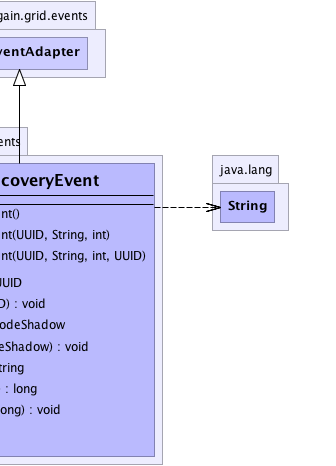 gain.grid.events
ventAdapter
ents
coveryEvent
nt()
nt(UUID, String, int)
nt(UUID, String, int, UUID)
UUID
D) : void
odeShadow
eShadow) : void
tring
) : long
ong) : void
java.lang
String